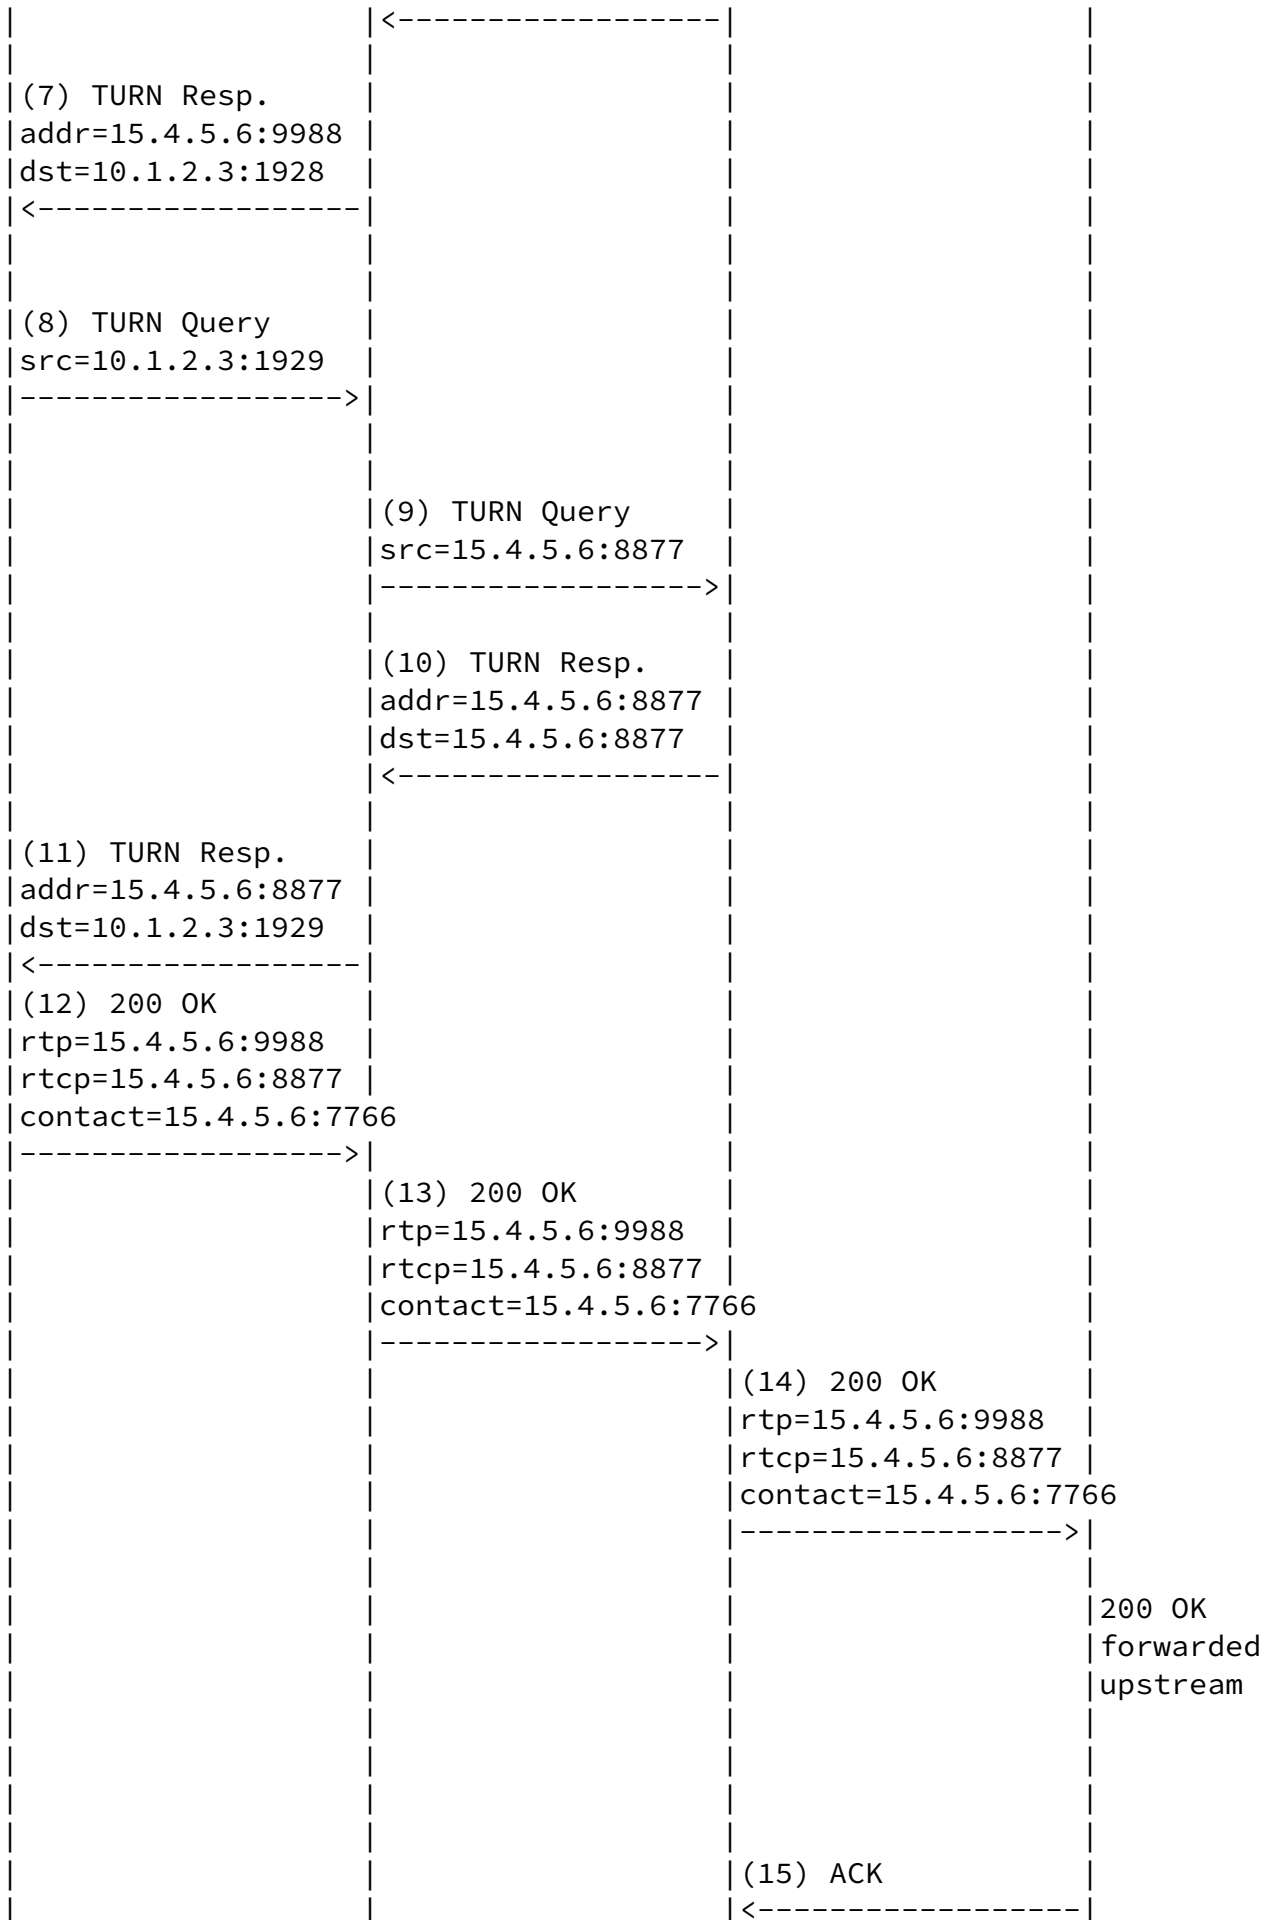 |                   |<------------------|                   |
|                   |                   |                   |
|(7) TURN Resp.     |                   |                   |
|addr=15.4.5.6:9988 |                   |                   |
|dst=10.1.2.3:1928  |                   |                   |
|<------------------|                   |                   |
|                   |                   |                   |
|                   |                   |                   |
|(8) TURN Query     |                   |                   |
|src=10.1.2.3:1929  |                   |                   |
|------------------>|                   |                   |
|                   |                   |                   |
|                   |                   |                   |
|                   |(9) TURN Query     |                   |
|                   |src=15.4.5.6:8877  |                   |
|                   |------------------>|                   |
|                   |                   |                   |
|                   |(10) TURN Resp.    |                   |
|                   |addr=15.4.5.6:8877 |                   |
|                   |dst=15.4.5.6:8877  |                   |
|                   |<------------------|                   |
|                   |                   |                   |
|(11) TURN Resp.    |                   |                   |
|addr=15.4.5.6:8877 |                   |                   |
|dst=10.1.2.3:1929  |                   |                   |
|<------------------|                   |                   |
|(12) 200 OK        |                   |                   |
|rtp=15.4.5.6:9988  |                   |                   |
|rtcp=15.4.5.6:8877 |                   |                   |
|contact=15.4.5.6:7766                  |                   |
|------------------>|                   |                   |
|                   |(13) 200 OK        |                   |
|                   |rtp=15.4.5.6:9988  |                   |
|                   |rtcp=15.4.5.6:8877 |                   |
|                   |contact=15.4.5.6:7766                  |
|                   |------------------>|                   |
|                   |                   |(14) 200 OK        |
|                   |                   |rtp=15.4.5.6:9988  |
|                   |                   |rtcp=15.4.5.6:8877 |
|                   |                   |contact=15.4.5.6:7766
|                   |                   |------------------>|
|                   |                   |                   |
|                   |                   |                   |200 OK
|                   |                   |                   |forwarded
|                   |                   |                   |upstream
|                   |                   |                   |
|                   |                   |                   |
|                   |                   |                   |
|                   |                   |                   |
|                   |                   |(15) ACK           |
|                   |                   |<------------------|